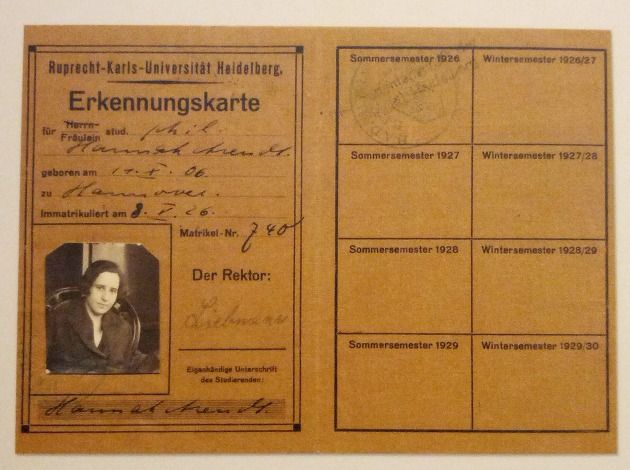 Ruprecht-Karls-Universität Heidelberg.
Erkennungskarte
für Herrn Fräulein stud. phil.
Hannah Arendt.
geboren am 14. X. 06.
zu Hannover.
Immatrikuliert am 8. V. 26.
Matrikel-Nr. 740
Der Rektor:
Liebmann
Eigenhändige Unterschrift
des Studierenden:
Hannah Arendt.
Sommersemester 1926
Wintersemester 1926/27
Sommersemester 1927
Wintersemester 1927/28
Sommersemester 1928
Wintersemester 1928/29
Sommersemester 1929
Wintersemester 1929/30